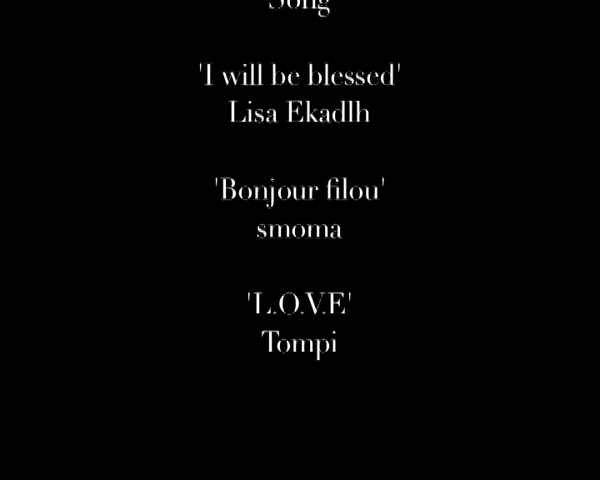 Song
'I will be blessed'
Lisa Ekadlh
'Bonjour filou'
smoma
'L.O.V.E'
Tompi